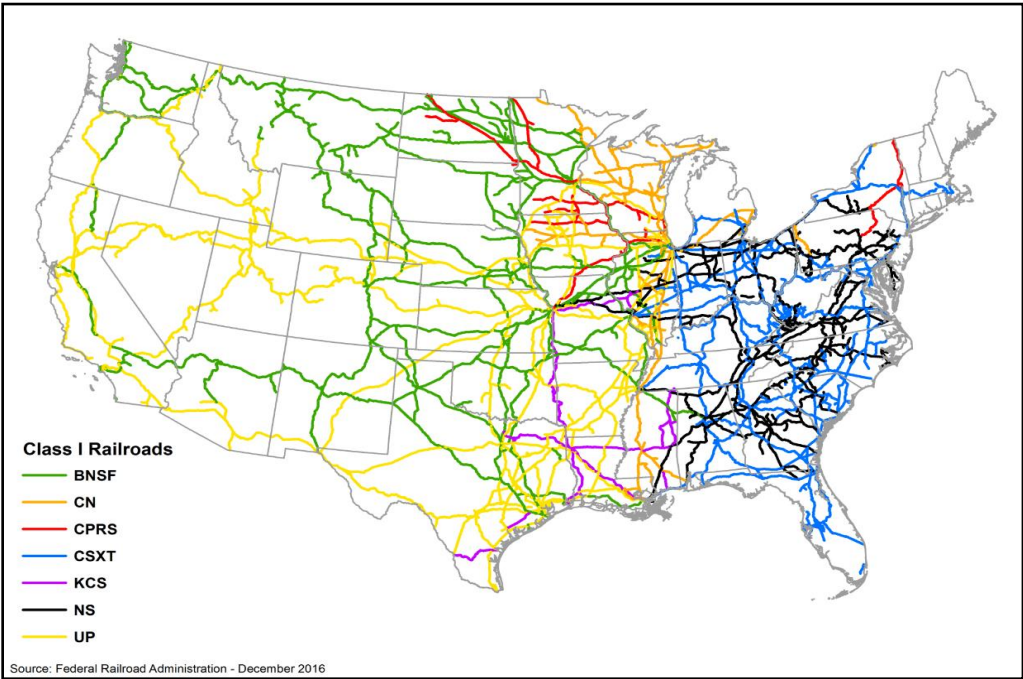 Class I Railroads
BNSF
CN
CPRS
CSXT
KCS
NS
UP
Source: Federal Railroad Administration - December 2016